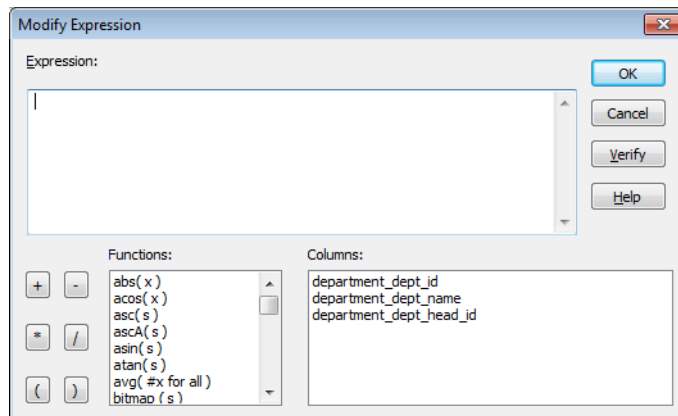 Modify Expression
Expression:
OK
Cancel
Verify
Help
Functions:
Columns:
+ -
* /
( )
abs( x )
acos( x )
asc( s )
ascA( s )
asin( s )
atan( s )
avg( #x for all )
bitmap ( s )
department_dept_id
department_dept_name
department_dept_head_id